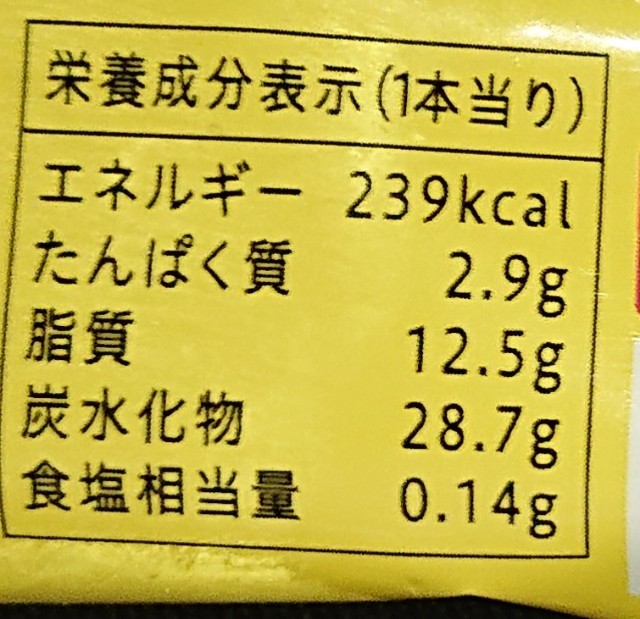 栄養成分表示(1本当り)
エネルギー 239kcal
たんぱく質 2.9g
脂質 12.5g
炭水化物 28.7g
食塩相当量 0.14g